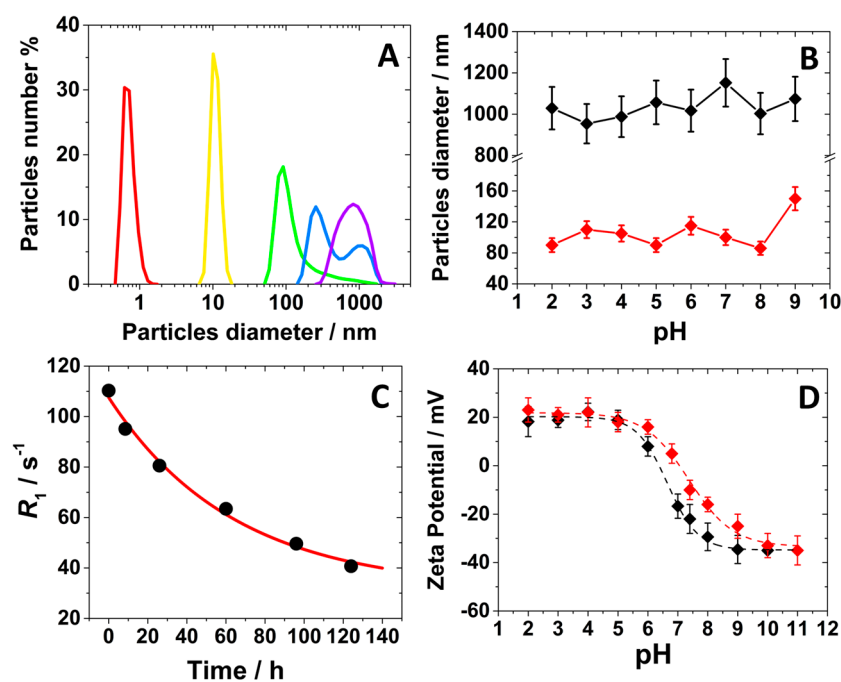 A
Particles number %
40
30
20
10
0
1
10
100
1000
Particles diameter / nm
B
Particles diameter / nm
1400
1200
1000
800
160
120
80
40
1 2 3 4 5 6 7 8 9 10
pH
C
R1 / s-1
120
100
80
60
40
20
0 20 40 60 80 100 120 140
Time / h
D
Zeta Potential / mV
40
20
0
-20
-40
-60
1 2 3 4 5 6 7 8 9 10 11 12
pH